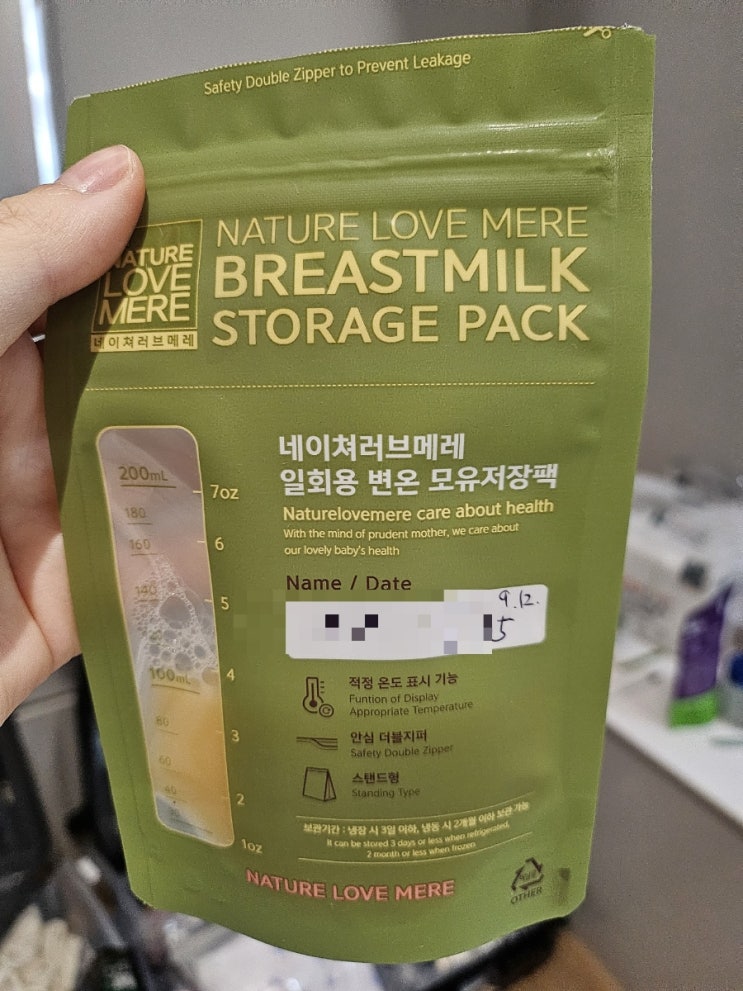 Safety Double Zipper to Prevent Leakage
NATURE
LOVE
MERE
네이쳐러브메레
NATURE LOVE MERE
BREASTMILK
STORAGE PACK
네이쳐러브메레
일회용 변온 모유저장팩
Naturelovemere care about health
With the mind of prudent mother, we care about
our lovely baby's health
Name / Date
9.12.
5
200mL
7oz
180
160
6
140
5
100mL
4
80
3
60
40
2
1oz
적정 온도 표시 기능
Funtion of Display
Appropriate Temperature
안심 더블지퍼
Safety Double Zipper
스탠드형
Standing Type
보관기간 : 냉장 시 3일 이하, 냉동 시 2개월 이하 보관 가능
It can be stored 3 days or less when refrigerated,
2 month or less when frozen
NATURE LOVE MERE
OTHER